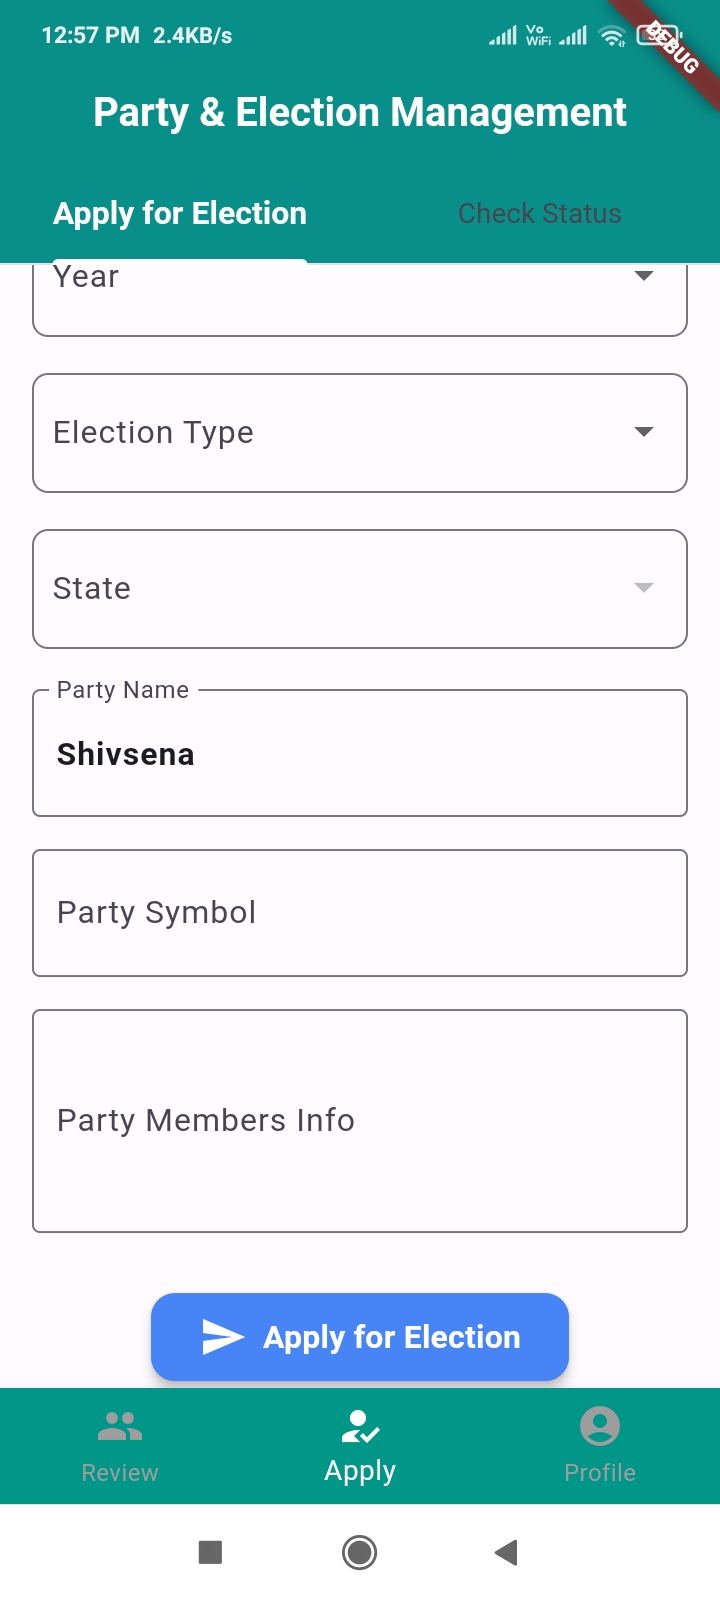 12:57 PM 2.4KB/s Vo WiFi
DEBUG
Party & Election Management
Apply for Election Check Status
Year
Election Type
State
Party Name
Shivsena
Party Symbol
Party Members Info
Apply for Election
Review Apply Profile